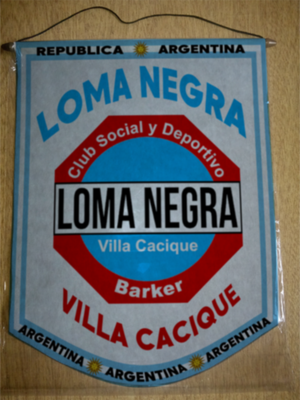 REPUBLICA ARGENTINA
LOMA NEGRA
Club Social y Deportivo
LOMA NEGRA
Villa Cacique
Barker
VILLA CACIQUE
ARGENTINA ARGENTINA ARGENTINA